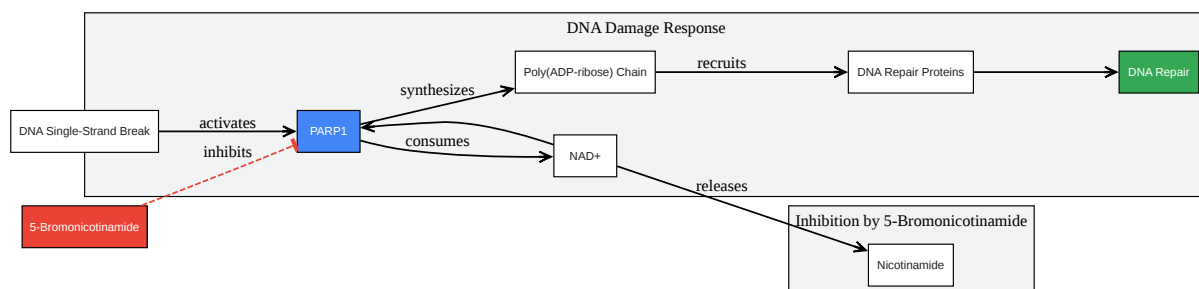 DNA Damage Response
Poly(ADP-ribose) Chain
recruits
DNA Repair Proteins
DNA Repair
synthesizes
DNA Single-Strand Break
activates
PARP1
consumes
NAD+
inhibits
releases
5-Bromonicotinamide
Inhibition by 5-Bromonicotinamide
Nicotinamide